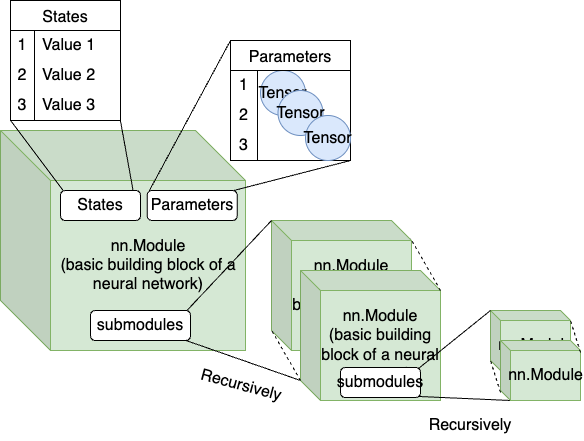 States
1 Value 1
2 Value 2
3 Value 3
Parameters
1 Tensor
2 Tensor
3 Tensor
States
Parameters
nn.Module
(basic building block of a
neural network)
submodules
nn.Module
nn.Module
(basic building
block of a neural
submodules
nn.Module
Recursively
Recursively